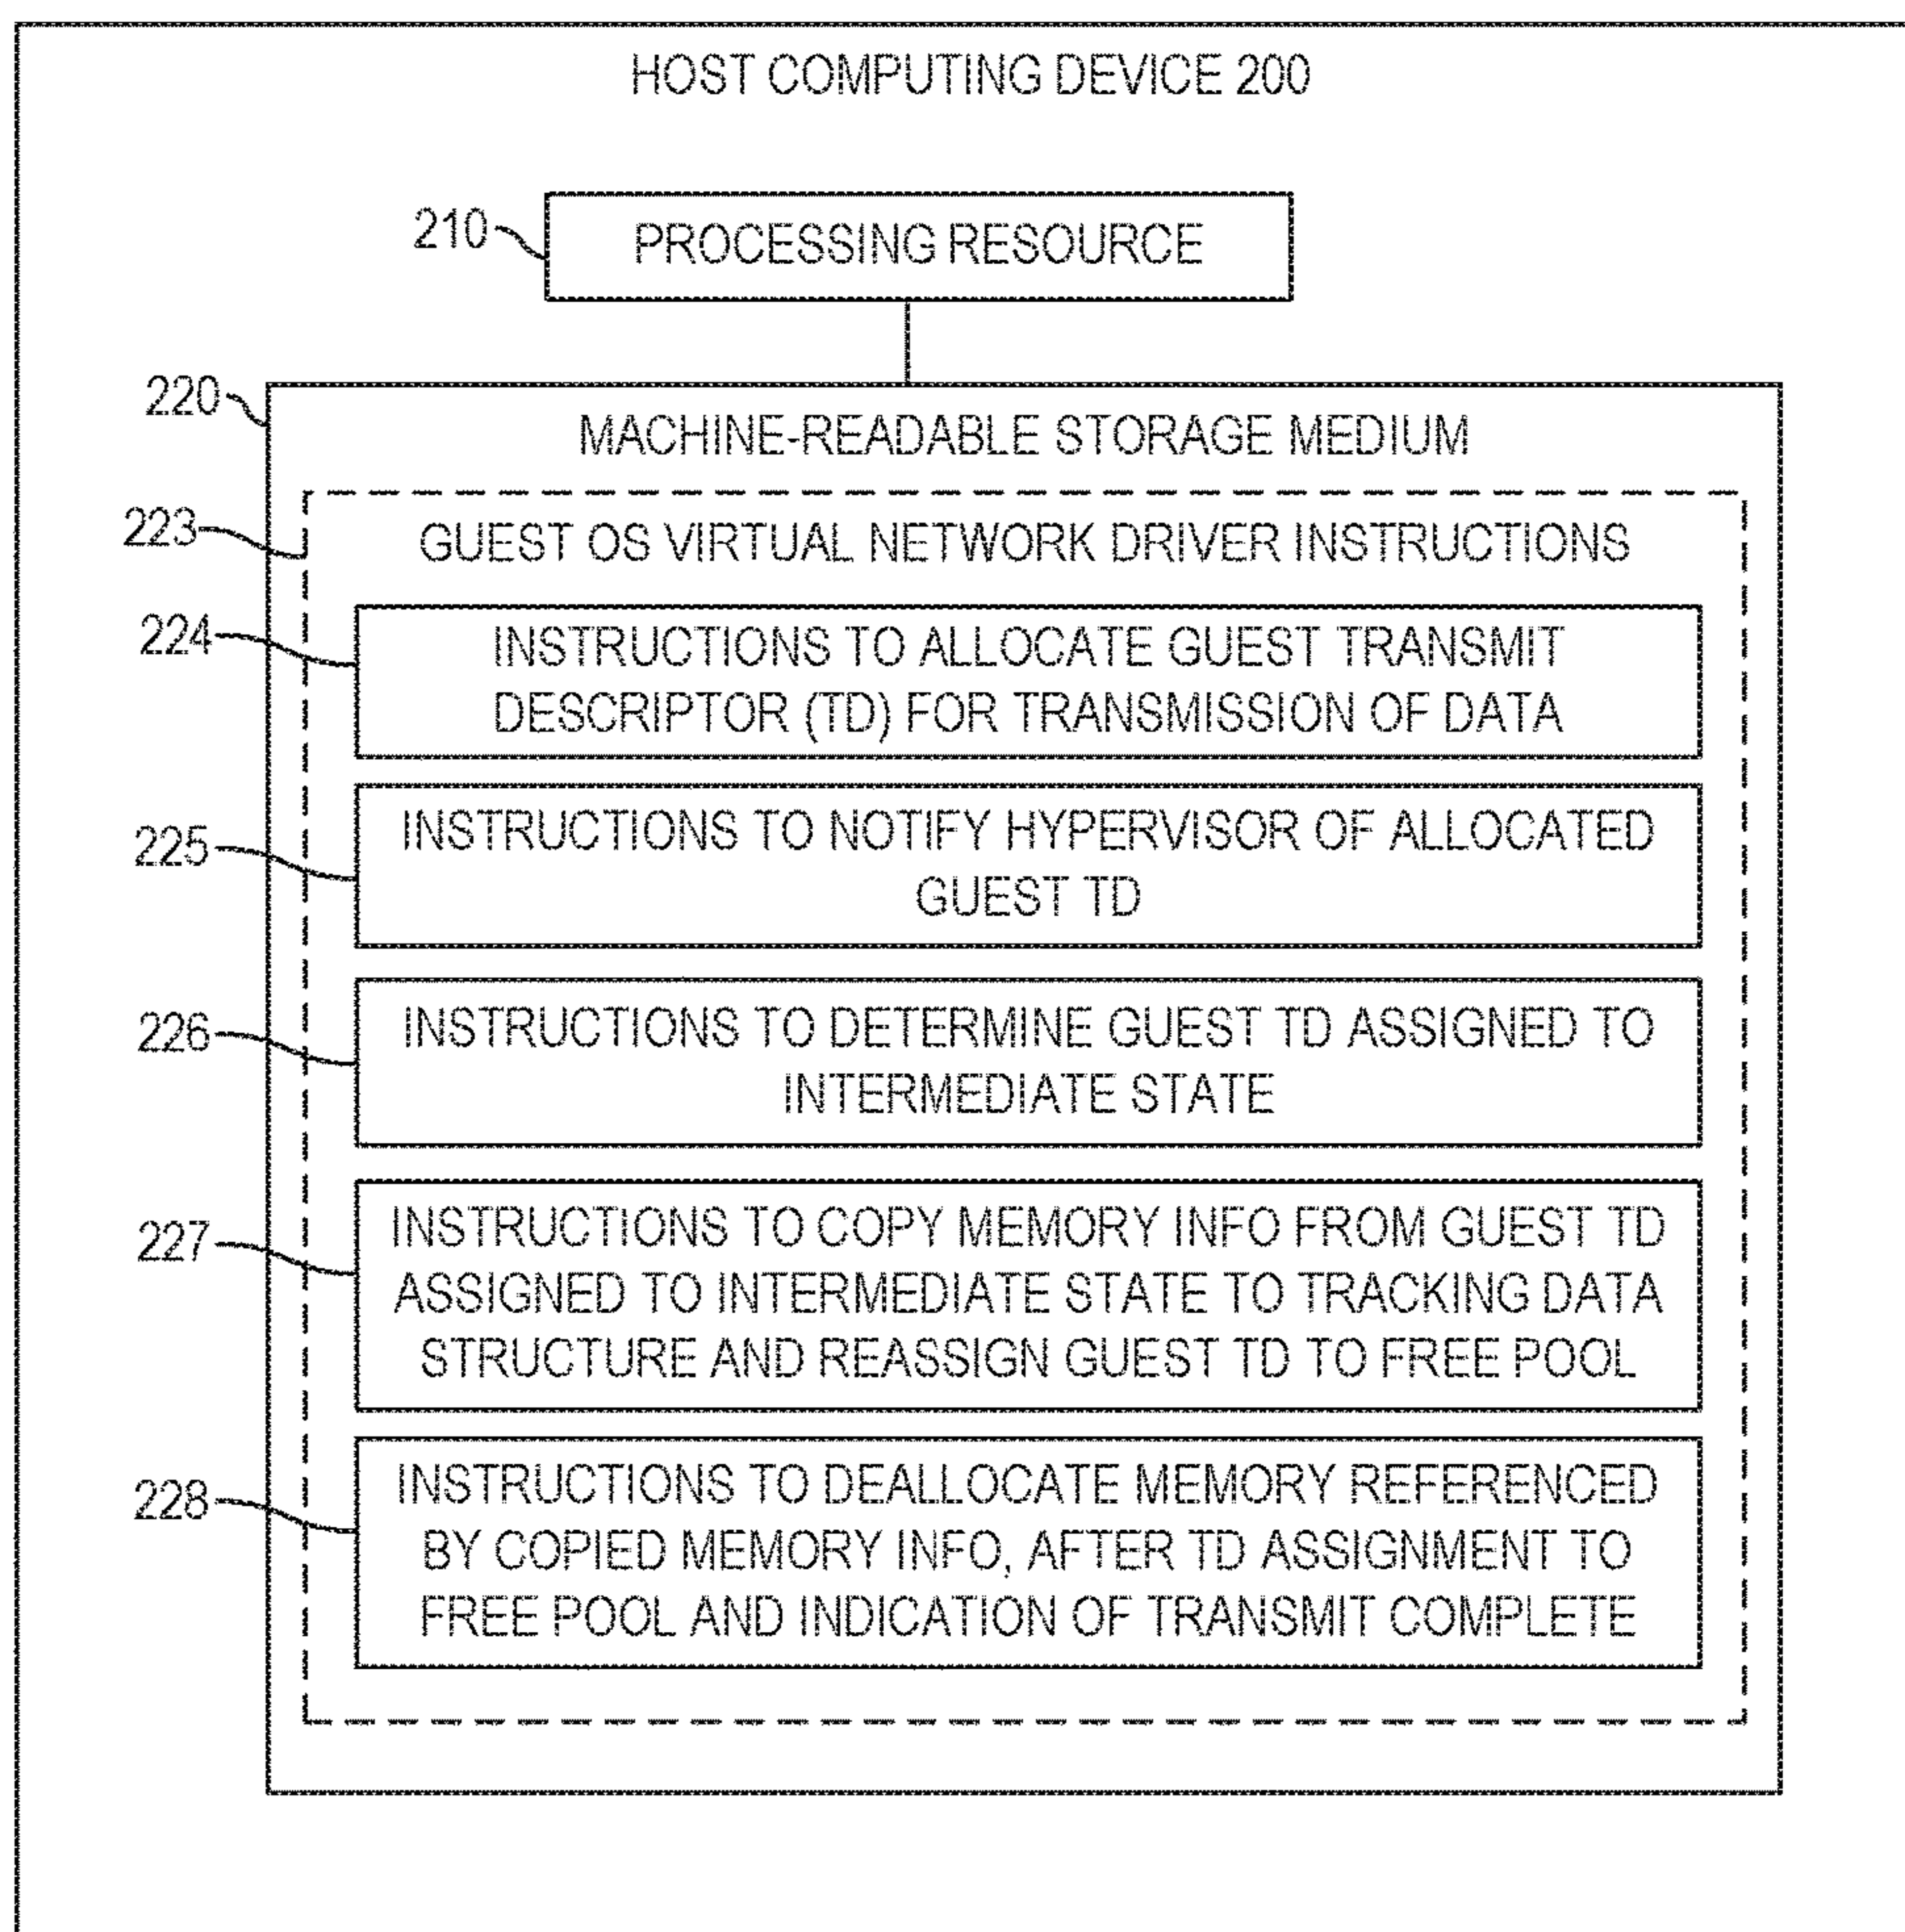 HOST COMPUTING DEVICE 200
210
PROCESSING RESOURCE
220
MACHINE-READABLE STORAGE MEDIUM
223
GUEST OS VIRTUAL NETWORK DRIVER INSTRUCTIONS
224
INSTRUCTIONS TO ALLOCATE GUEST TRANSMIT
DESCRIPTOR (TD) FOR TRANSMISSION OF DATA
225
INSTRUCTIONS TO NOTIFY HYPERVISOR OF ALLOCATED
GUEST TD
226
INSTRUCTIONS TO DETERMINE GUEST TD ASSIGNED TO
INTERMEDIATE STATE
227
INSTRUCTIONS TO COPY MEMORY INFO FROM GUEST TD
ASSIGNED TO INTERMEDIATE STATE TO TRACKING DATA
STRUCTURE AND REASSIGN GUEST TD TO FREE POOL
228
INSTRUCTIONS TO DEALLOCATE MEMORY REFERENCED
BY COPIED MEMORY INFO, AFTER TD ASSIGNMENT TO
FREE POOL AND INDICATION OF TRANSMIT COMPLETE